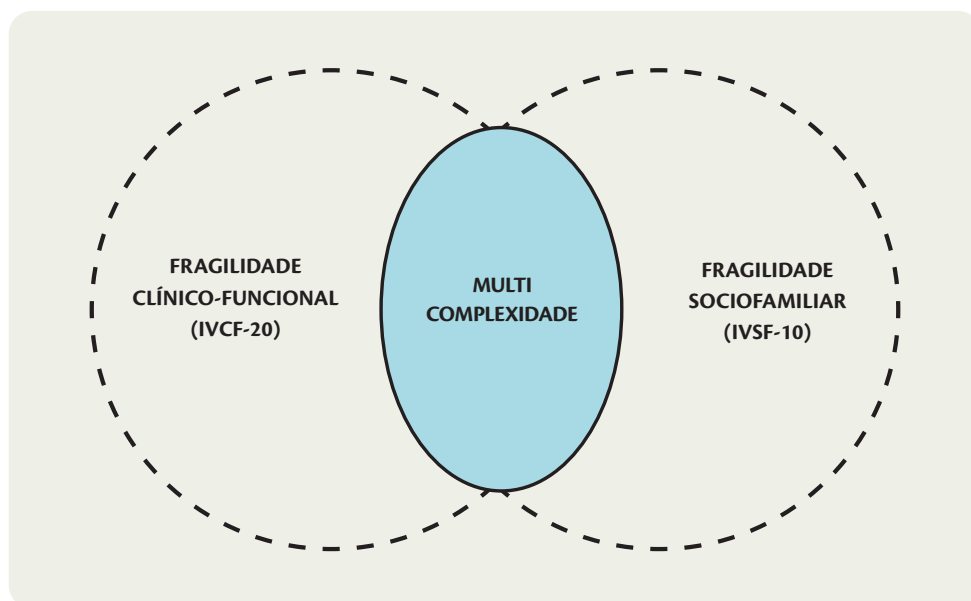 FRAGILIDADE
CLÍNICO-FUNCIONAL
(IVCF-20)
MULTI
COMPLEXIDADE
FRAGILIDADE
SOCIOFAMILIAR
(IVSF-10)